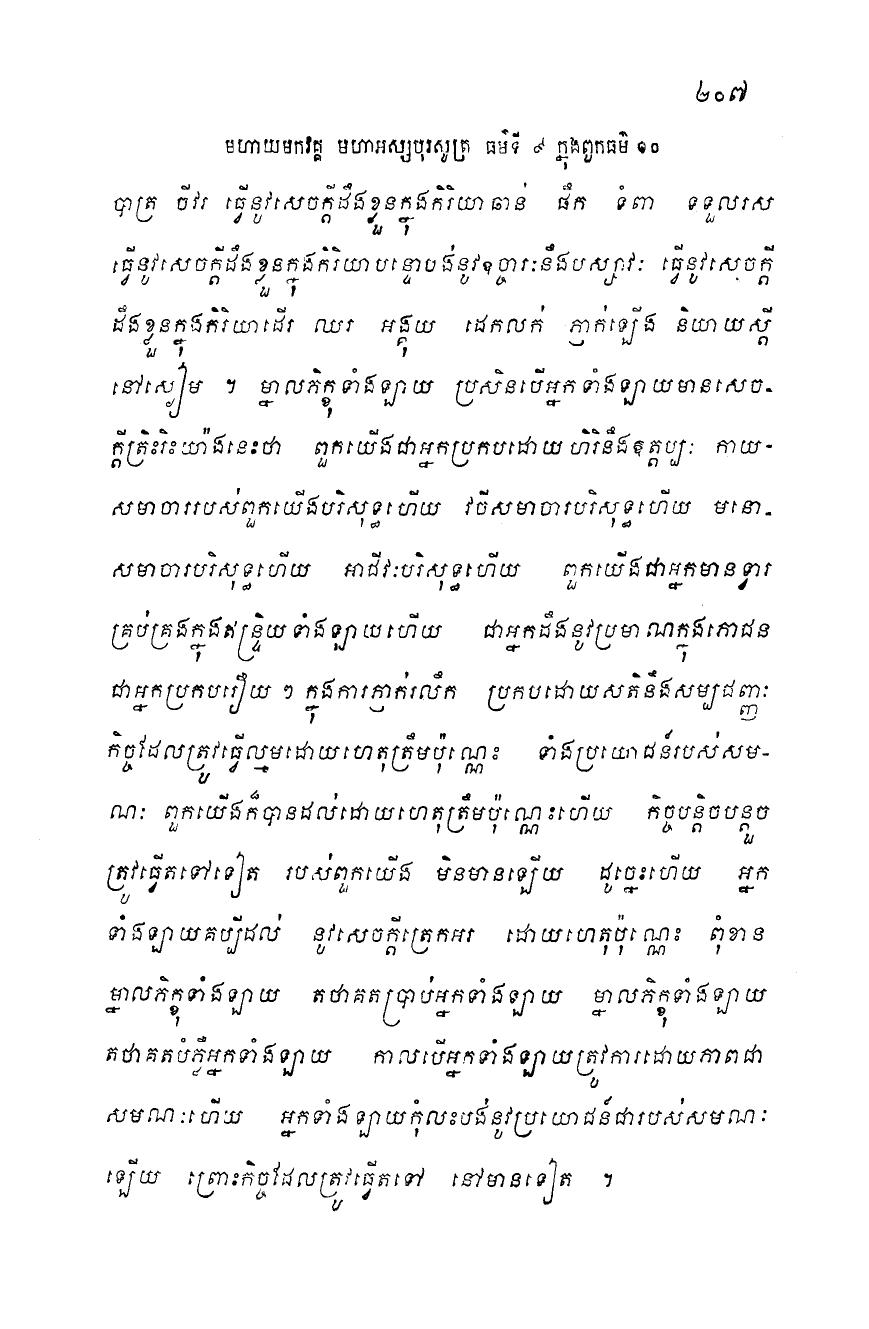 ២០៧
មហាយមកវគ្គ មហាអស្សបុរសូត្រ ធម៌ទី ៩ ក្នុងពួកធម៌ ១០
បាត្រ ចីវរ ធ្វើនូវសេចក្តីដឹងខ្លួនក្នុងកិរិយាឆាន់ ផឹក ទំពា ទទួលរស
ធ្វើនូវសេចក្តីដឹងខ្លួនក្នុងកិរិយាបន្ទោបង់នូវឧច្ចារៈនឹងបស្សាវៈ ធ្វើនូវសេចក្តី
ដឹងខ្លួនក្នុងកិរិយាដើរ ឈរ អង្គុយ ដេកលក់ ភ្ញាក់ឡើង និយាយស្តី
នៅស្ងៀម ។ ម្នាលភិក្ខុទាំងឡាយ ប្រសិនបើអ្នកទាំងឡាយមានសេច-
ក្តីត្រិះរិះយ៉ាងនេះថា ពួកយើងជាអ្នកប្រកបដោយហិរិនឹងឧត្តប្បៈ កាយ-
សមាចាររបស់ពួកយើងបរិសុទ្ធហើយ វចីសមាចារបរិសុទ្ធហើយ មនោ-
សមាចារបរិសុទ្ធហើយ អាជីវៈបរិសុទ្ធហើយ ពួកយើងជាអ្នកមានទ្វារ
គ្រប់គ្រងក្នុងឥន្ទ្រិយទាំងឡាយហើយ ជាអ្នកដឹងនូវប្រមាណក្នុងភោជន
ជាអ្នកប្រកបរឿយ ៗ ក្នុងការភ្ញាក់រលឹក ប្រកបដោយសតិនឹងសម្បជញ្ញៈ
កិច្ចដែលត្រូវធ្វើល្មមដោយហេតុត្រឹមប៉ុណ្ណេះ ទាំងប្រយោជន៍របស់សម-
ណៈ ពួកយើងក៏បានដល់ដោយហេតុត្រឹមប៉ុណ្ណេះហើយ កិច្ចបន្តិចបន្តួច
ត្រូវធ្វើតទៅទៀត របស់ពួកយើង មិនមានឡើយ ដូច្នេះហើយ អ្នក
ទាំងឡាយគប្បីដល់ នូវសេចក្តីត្រេកអរ ដោយហេតុប៉ុណ្ណេះ ពុំខាន
ម្នាលភិក្ខុទាំងឡាយ តថាគតប្រាប់អ្នកទាំងឡាយ ម្នាលភិក្ខុទាំងឡាយ
តថាគតបំភ្លឺអ្នកទាំងឡាយ កាលបើអ្នកទាំងឡាយត្រូវការដោយភាពជា
សមណៈហើយ អ្នកទាំងឡាយកុំលះបង់នូវប្រយោជន៍ជារបស់សមណៈ
ឡើយ ព្រោះកិច្ចដែលត្រូវធ្វើតទៅ នៅមានទៀត ។